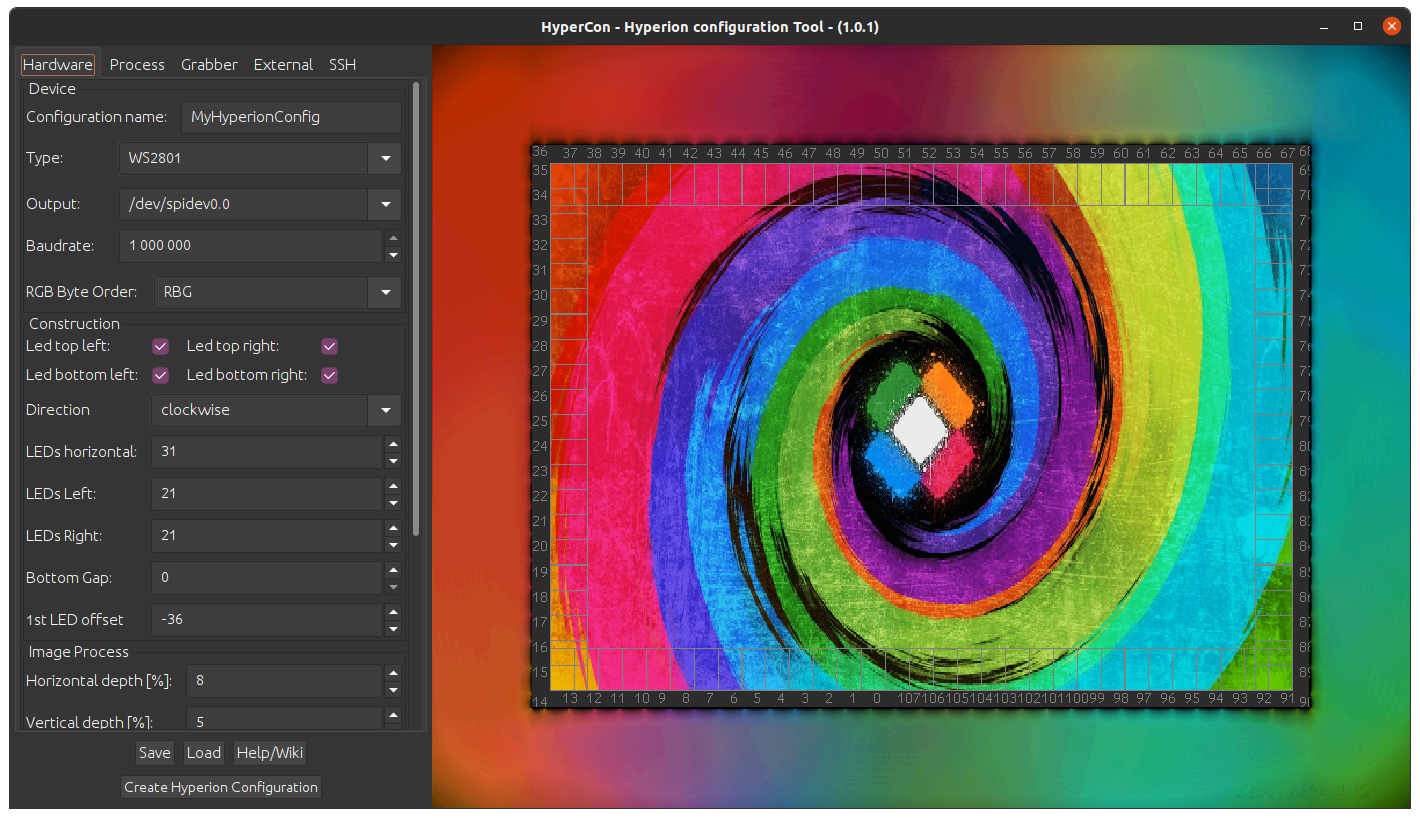 HyperCon - Hyperion configuration Tool - (1.0.1)
Hardware Process Grabber External SSH
Device
Configuration name: MyHyperionConfig
Type: WS2801
Output: /dev/spidev0.0
Baudrate: 1 000 000
RGB Byte Order: RBG
Construction
Led top left: Led top right:
Led bottom left: Led bottom right:
Direction clockwise
LEDs horizontal: 31
LEDs Left: 21
LEDs Right: 21
Bottom Gap: 0
1st LED offset -36
Image Process
Horizontal depth [%]: 8
Vertical depth [%]: 5
Save Load Help/Wiki
Create Hyperion Configuration
36 37 38 39 40 41 42 43 44 45 46 47 48 49 50 51 52 53 54 55 56 57 58 59 60 61 62 63 64 65 66 67
35
34
33
32
31
30
29
28
27
26
25
24
23
22
21
20
19
18
17
16
15
14 13 12 11 10 9 8 7 6 5 4 3 2 1 0 107 106 105 104 103 102 101 100 99 98 97 96 95 94 93 92 91